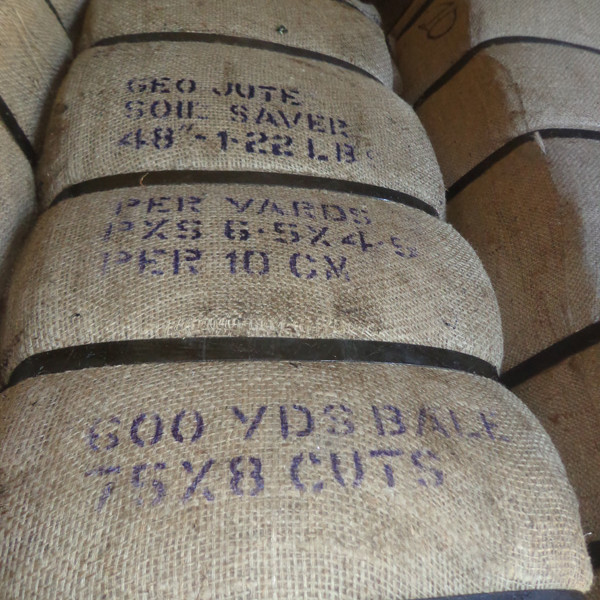 GEO JUTE
SOIL SAVER
48"-1·22 LB
PER YARDS
PXS 6·5X4·5
PER 10 CM
600 YDS BALE
75X8 CUTS